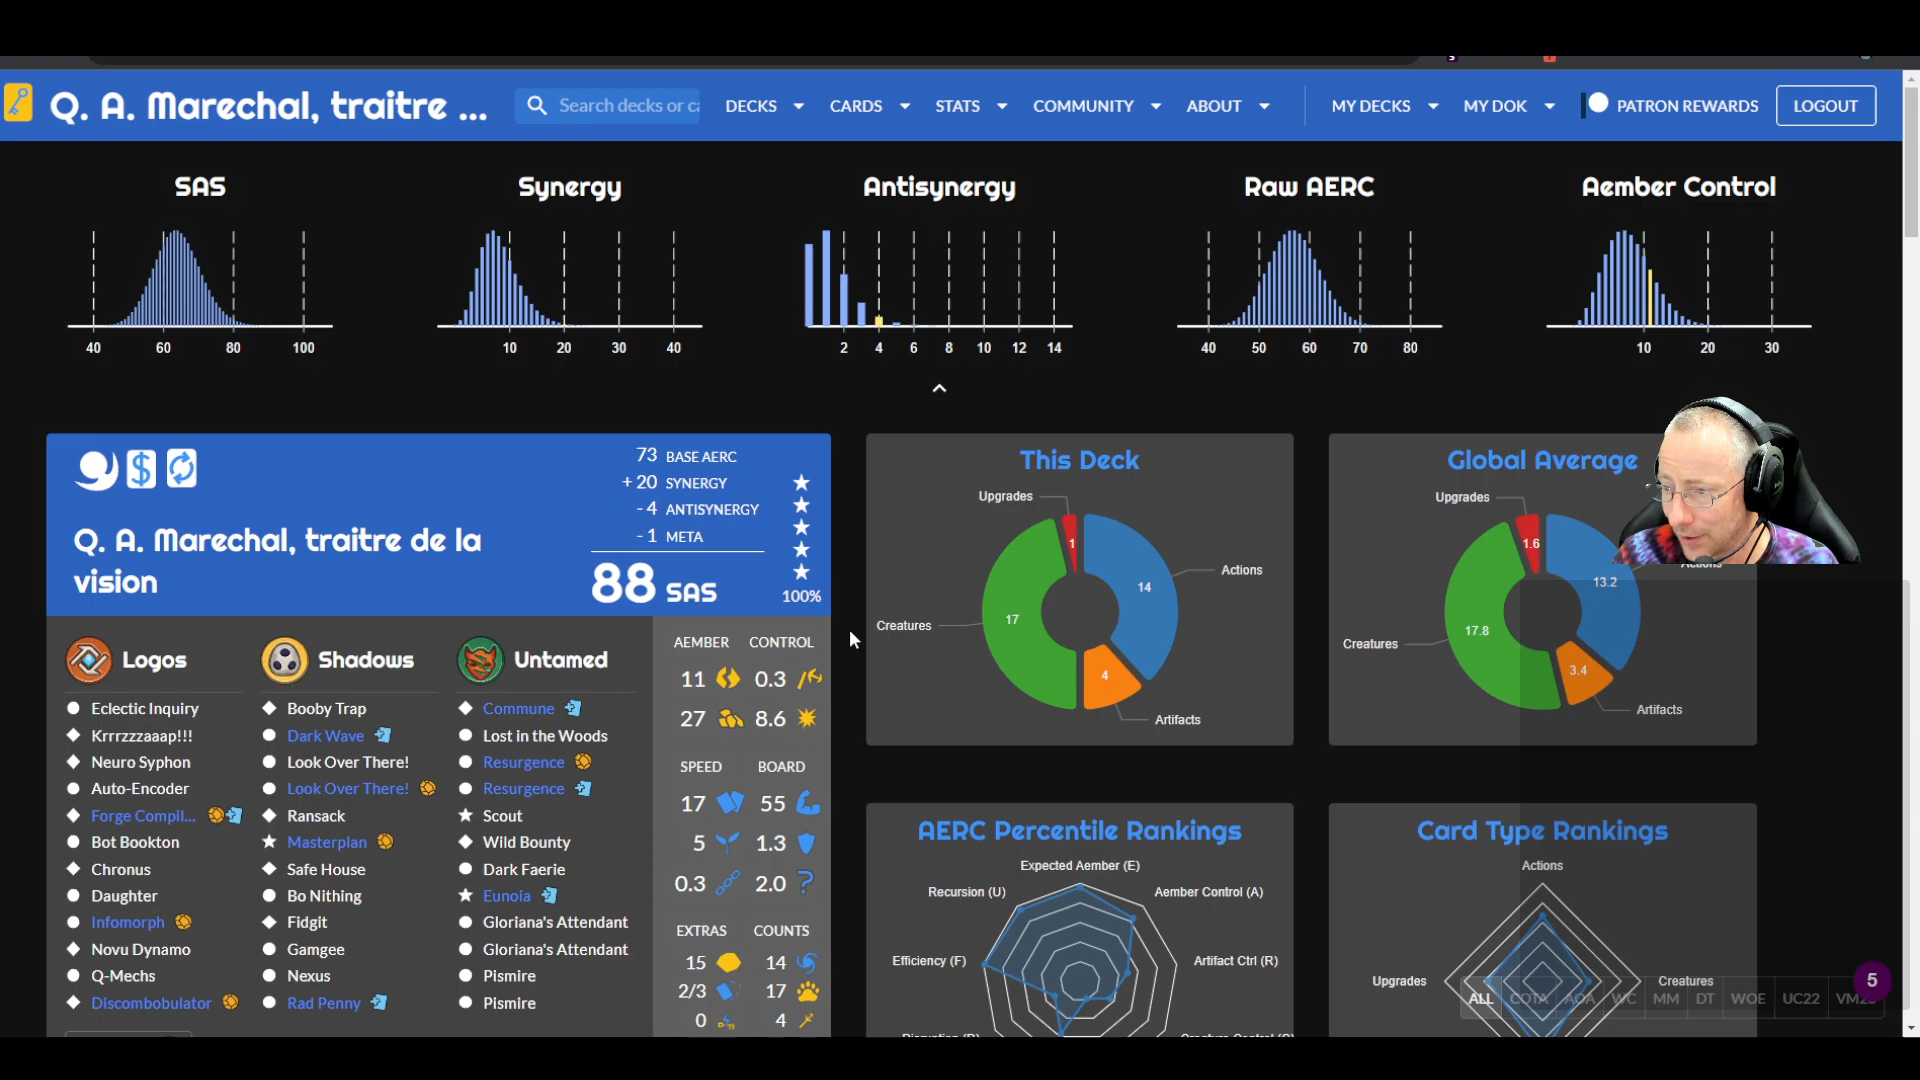 Q. A. Marechal, traitre ...
Search decks or ca
DECKS
CARDS
STATS
COMMUNITY
ABOUT
MY DECKS
MY DOK
PATRON REWARDS
LOGOUT
SAS
40 60 80 100
Synergy
10 20 30 40
Antisynergy
2 4 6 8 10 12 14
Raw AERC
40 50 60 70 80
Aember Control
10 20 30
73 BASE AERC
+ 20 SYNERGY
- 4 ANTISYNERGY
- 1 META
88 SAS
100%
Q. A. Marechal, traitre de la
vision
Logos
Eclectic Inquiry
Krrrzzzaaap!!!
Neuro Syphon
Auto-Encoder
Forge Compil...
Bot Bookton
Chronus
Daughter
Infomorph
Novu Dynamo
Q-Mechs
Discombobulator
Shadows
Booby Trap
Dark Wave
Look Over There!
Look Over There!
Ransack
Masterplan
Safe House
Bo Nithing
Fidgit
Gamgee
Nexus
Rad Penny
Untamed
Commune
Lost in the Woods
Resurgence
Resurgence
Scout
Wild Bounty
Dark Faerie
Eunoia
Gloriana's Attendant
Gloriana's Attendant
Pismire
Pismire
AEMBER CONTROL
11 0.3
27 8.6
SPEED BOARD
17 55
5 1.3
0.3 2.0
EXTRAS COUNTS
15 14
2/3 17
0 4
This Deck
Upgrades
1
14
Actions
17
Creatures
4
Artifacts
Global Average
Upgrades
1.6
13.2
Actions
17.8
Creatures
3.4
Artifacts
AERC Percentile Rankings
Expected Aember (E)
Recursion (U)
Aember Control (A)
Efficiency (F)
Artifact Ctrl (R)
Card Type Rankings
Actions
Upgrades
Creatures
5
ALL COTA AOA WC MM DT WOE UC22